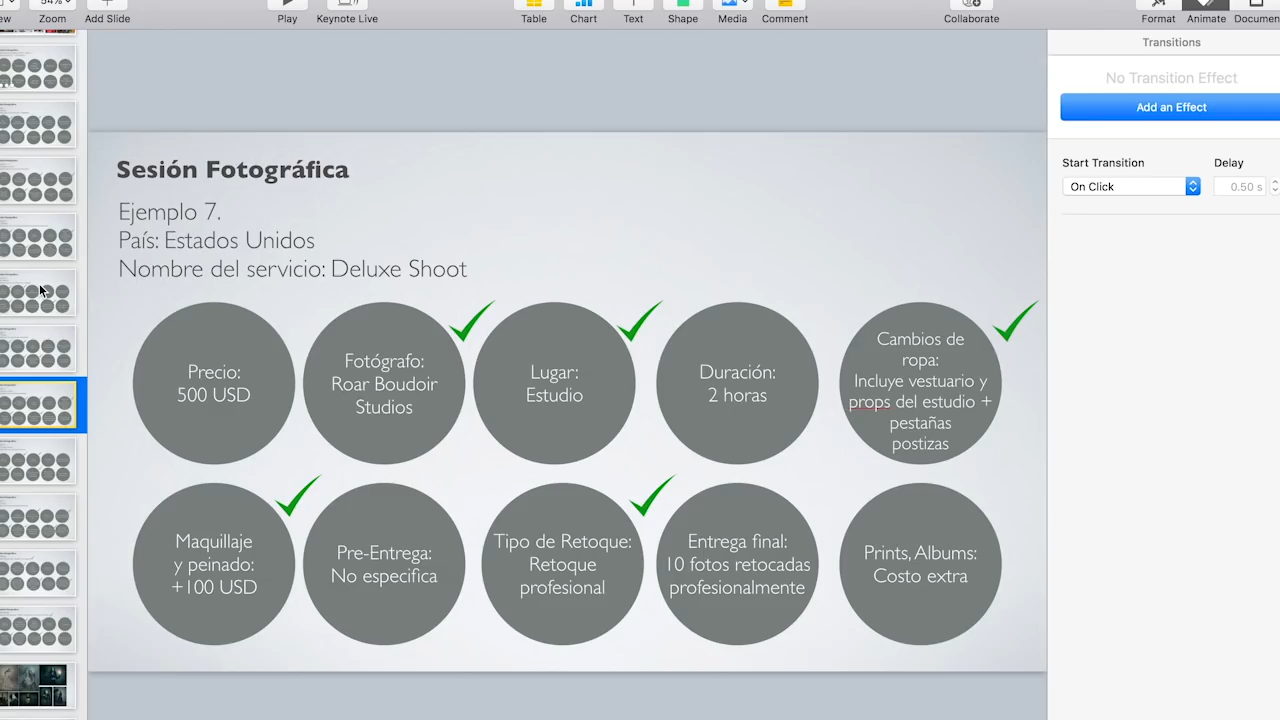 54%
Zoom
Add Slide
Play
Keynote Live
Table
Chart
Text
Shape
Media
Comment
Collaborate
Animate
Transitions
No Transition Effect
Add an Effect
Start Transition
Delay
On Click
0.50 s
Sesión Fotográfica
Ejemplo 7.
País: Estados Unidos
Nombre del servicio: Deluxe Shoot
Precio:
500 USD
Fotógrafo:
Roar Boudoir
Studios
Lugar:
Estudio
Duración:
2 horas
Cambios de
ropa:
Incluye vestuario y
props del estudio +
pestañas
postizas
Maquillaje
y peinado:
+100 USD
Pre-Entrega:
No especifica
Tipo de Retoque:
Retoque
profesional
Entrega final:
10 fotos retocadas
profesionalmente
Prints, Albums:
Costo extra